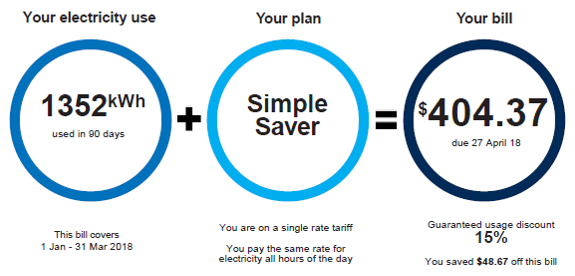 Your electricity use
1352kWh
used in 90 days
This bill covers
1 Jan - 31 Mar 2018
+
Your plan
Simple
Saver
You are on a single rate tariff
You pay the same rate for
electricity all hours of the day
=
Your bill
$404.37
due 27 April 18
Guaranteed usage discount
15%
You saved $48.67 off this bill